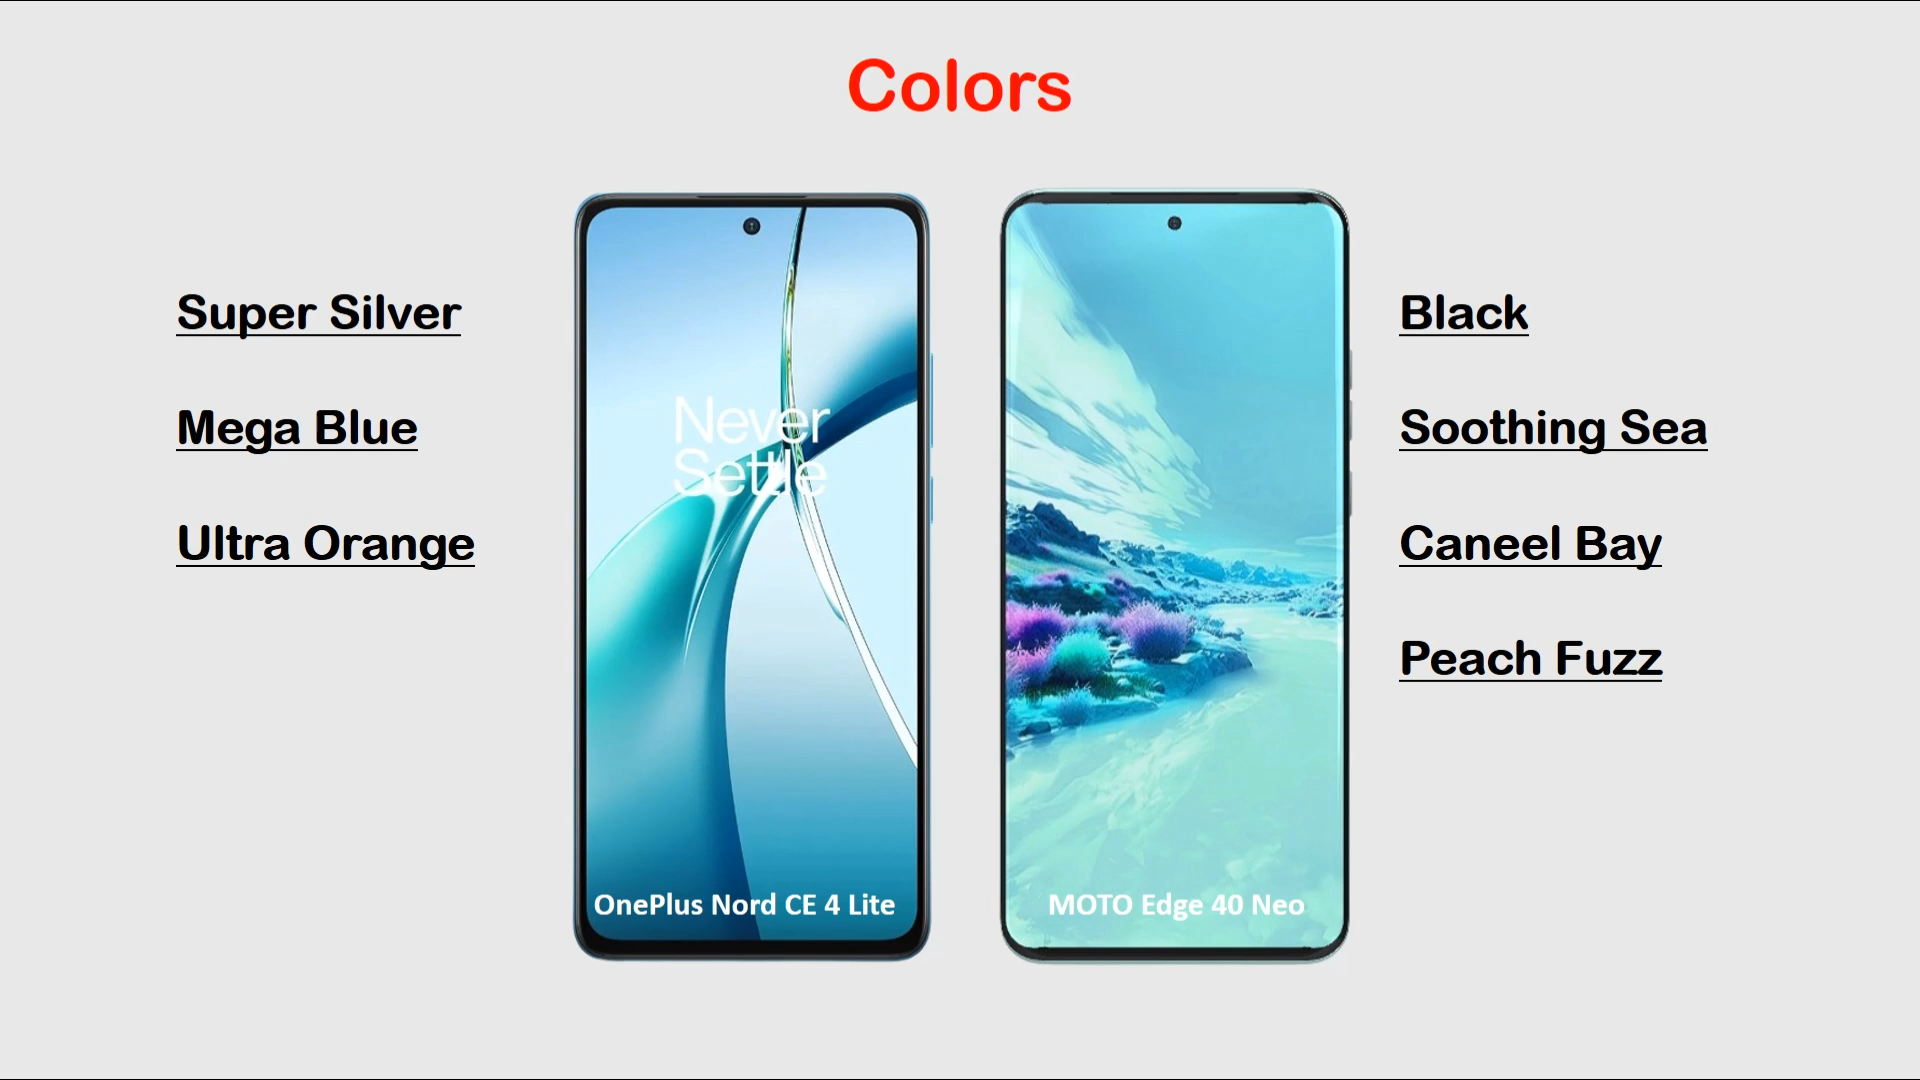 Colors
Super Silver
Mega Blue
Ultra Orange
Never
Settle
OnePlus Nord CE 4 Lite
MOTO Edge 40 Neo
Black
Soothing Sea
Caneel Bay
Peach Fuzz